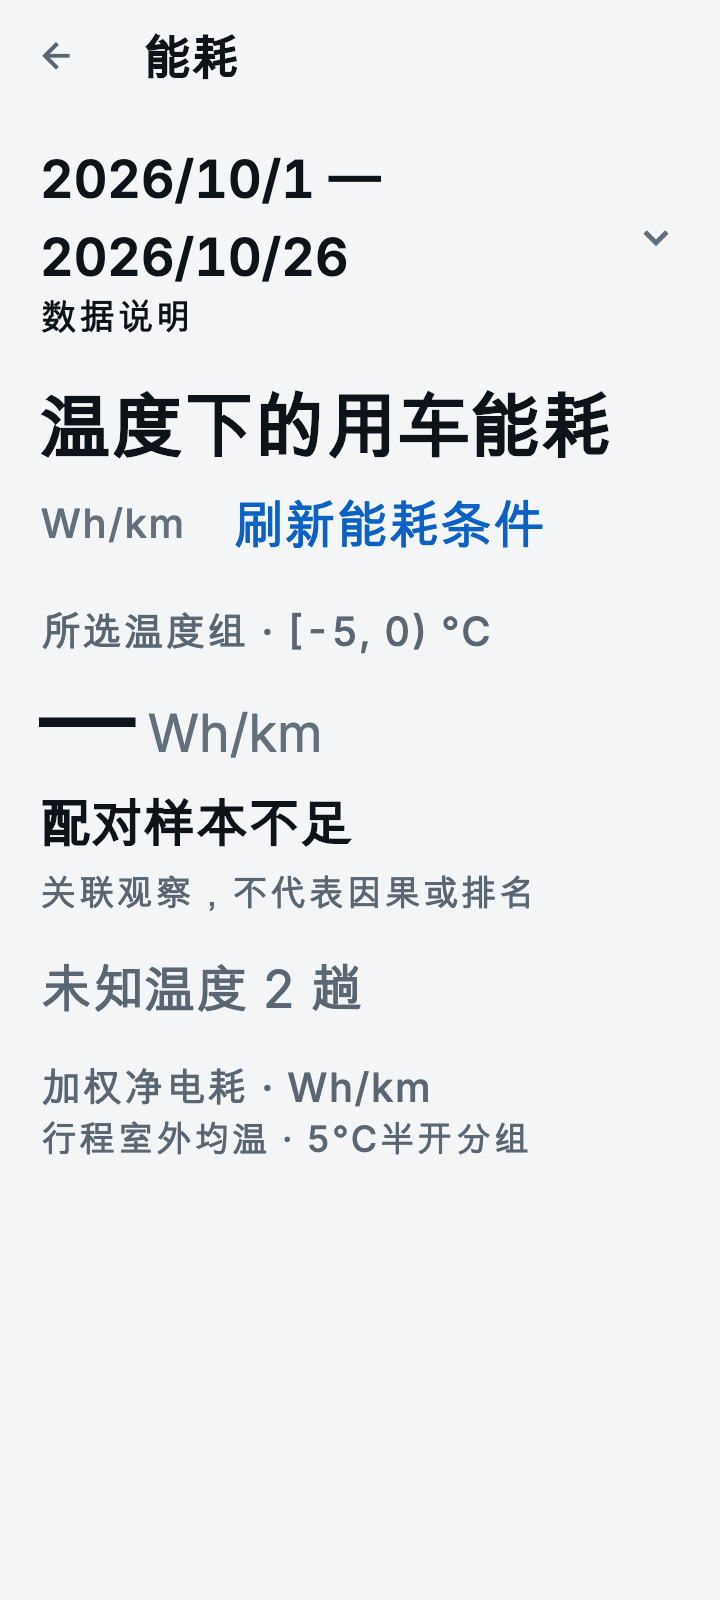 能耗
2026/10/1 —
2026/10/26
数据说明
温度下的用车能耗
Wh/km 刷新能耗条件
所选温度组 · [-5, 0) °C
— Wh/km
配对样本不足
关联观察，不代表因果或排名
未知温度 2 趟
加权净电耗 · Wh/km
行程室外均温 · 5°C半开分组